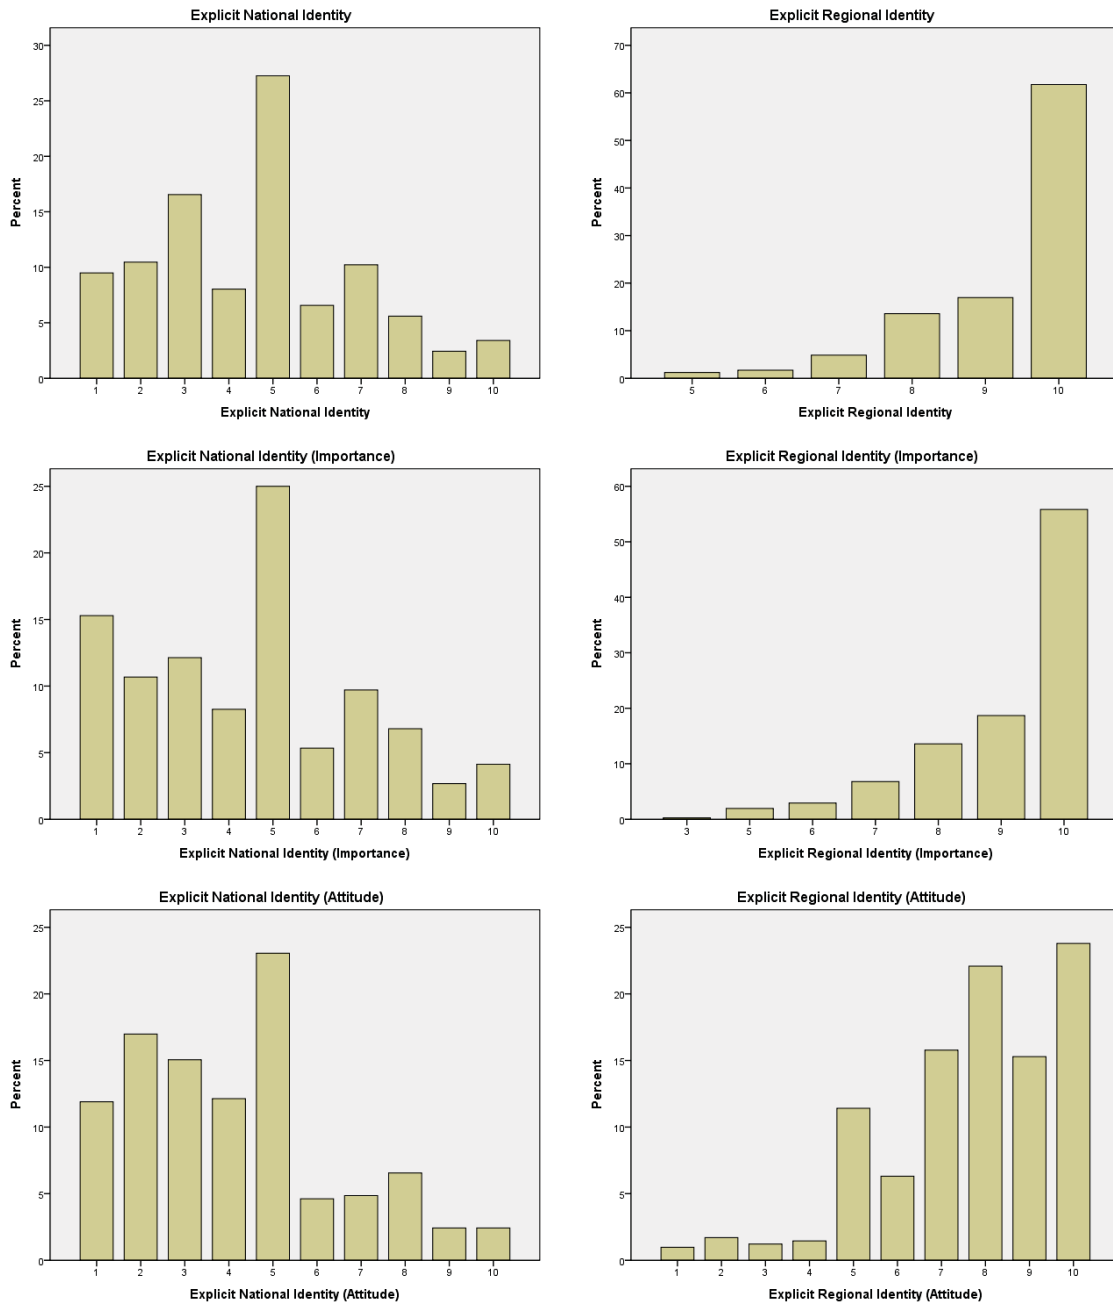 Explicit National Identity
30
25
20
15
10
5
0
Percent
1 2 3 4 5 6 7 8 9 10
Explicit National Identity
Explicit Regional Identity
70
60
50
40
30
20
10
0
Percent
5 6 7 8 9 10
Explicit Regional Identity
Explicit National Identity (Importance)
25
20
15
10
5
0
Percent
1 2 3 4 5 6 7 8 9 10
Explicit National Identity (Importance)
Explicit Regional Identity (Importance)
60
50
40
30
20
10
0
Percent
3 5 6 7 8 9 10
Explicit Regional Identity (Importance)
Explicit National Identity (Attitude)
25
20
15
10
5
0
Percent
1 2 3 4 5 6 7 8 9 10
Explicit National Identity (Attitude)
Explicit Regional Identity (Attitude)
25
20
15
10
5
0
Percent
1 2 3 4 5 6 7 8 9 10
Explicit Regional Identity (Attitude)